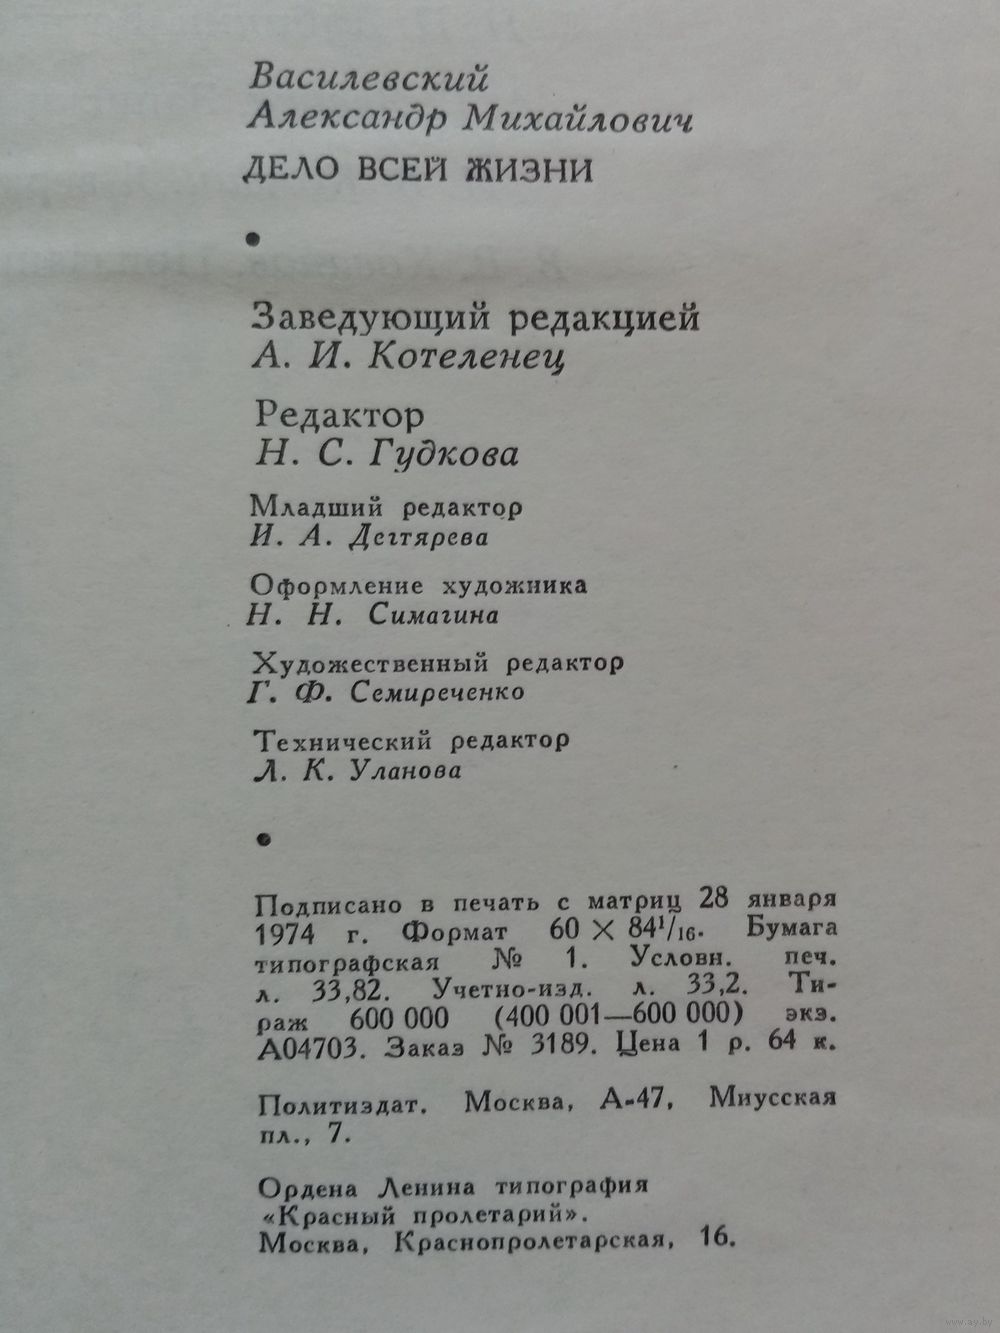 Василевский
Александр Михайлович
ДЕЛО ВСЕЙ ЖИЗНИ
•
Заведующий редакцией
А. И. Котеленец
Редактор
Н. С. Гудкова
Младший редактор
И. А. Дегтярева
Оформление художника
Н. Н. Симагина
Художественный редактор
Г. Ф. Семиреченко
Технический редактор
Л. К. Уланова
•
Подписано в печать с матриц 28 января
1974 г. Формат 60 × 84¹/₁₆. Бумага
типографская № 1. Условн. печ.
л. 33,82. Учетно-изд. л. 33,2. Ти-
раж 600 000 (400 001—600 000) экз.
А04703. Заказ № 3189. Цена 1 р. 64 к.
Политиздат. Москва, А-47, Миусская
пл., 7.
Ордена Ленина типография
«Красный пролетарий».
Москва, Краснопролетарская, 16.
www.ay.by